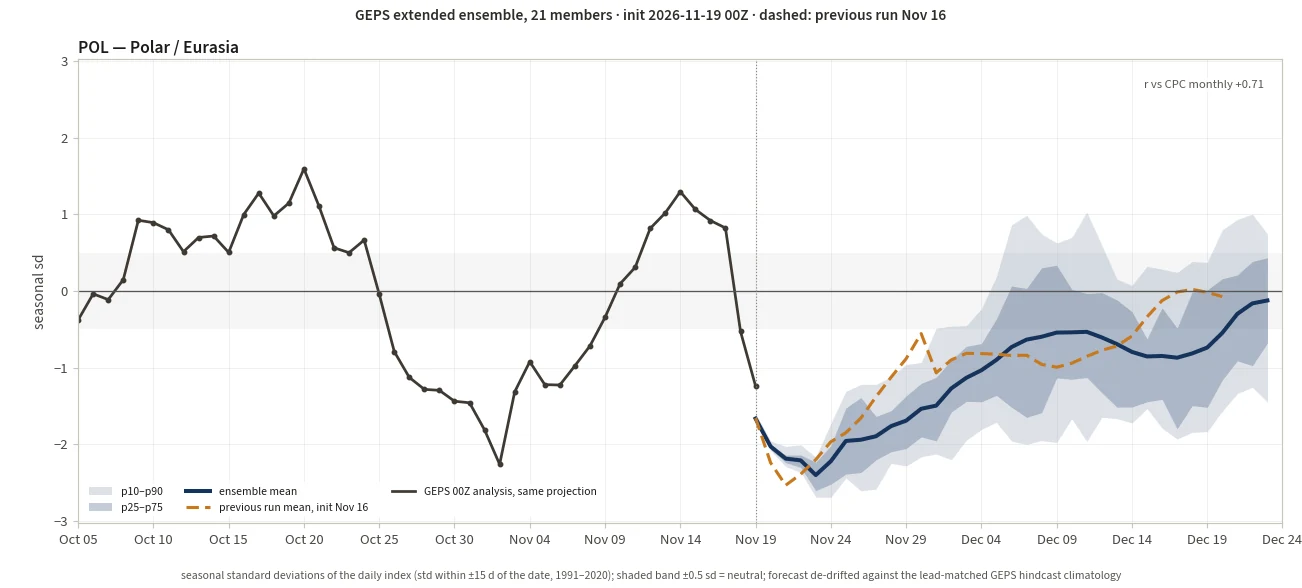 GEPS extended ensemble, 21 members · init 2026-11-19 00Z · dashed: previous run Nov 16
POL — Polar / Eurasia
r vs CPC monthly +0.71
seasonal sd
3
2
1
0
−1
−2
−3
p10–p90
p25–p75
ensemble mean
previous run mean, init Nov 16
GEPS 00Z analysis, same projection
Oct 05 Oct 10 Oct 15 Oct 20 Oct 25 Oct 30 Nov 04 Nov 09 Nov 14 Nov 19 Nov 24 Nov 29 Dec 04 Dec 09 Dec 14 Dec 19 Dec 24
seasonal standard deviations of the daily index (std within ±15 d of the date, 1991–2020); shaded band ±0.5 sd = neutral; forecast de-drifted against the lead-matched GEPS hindcast climatology